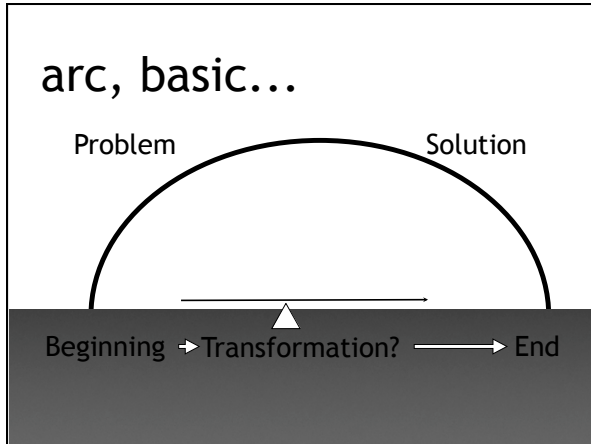 arc, basic...
Problem Solution
Beginning Transformation? End